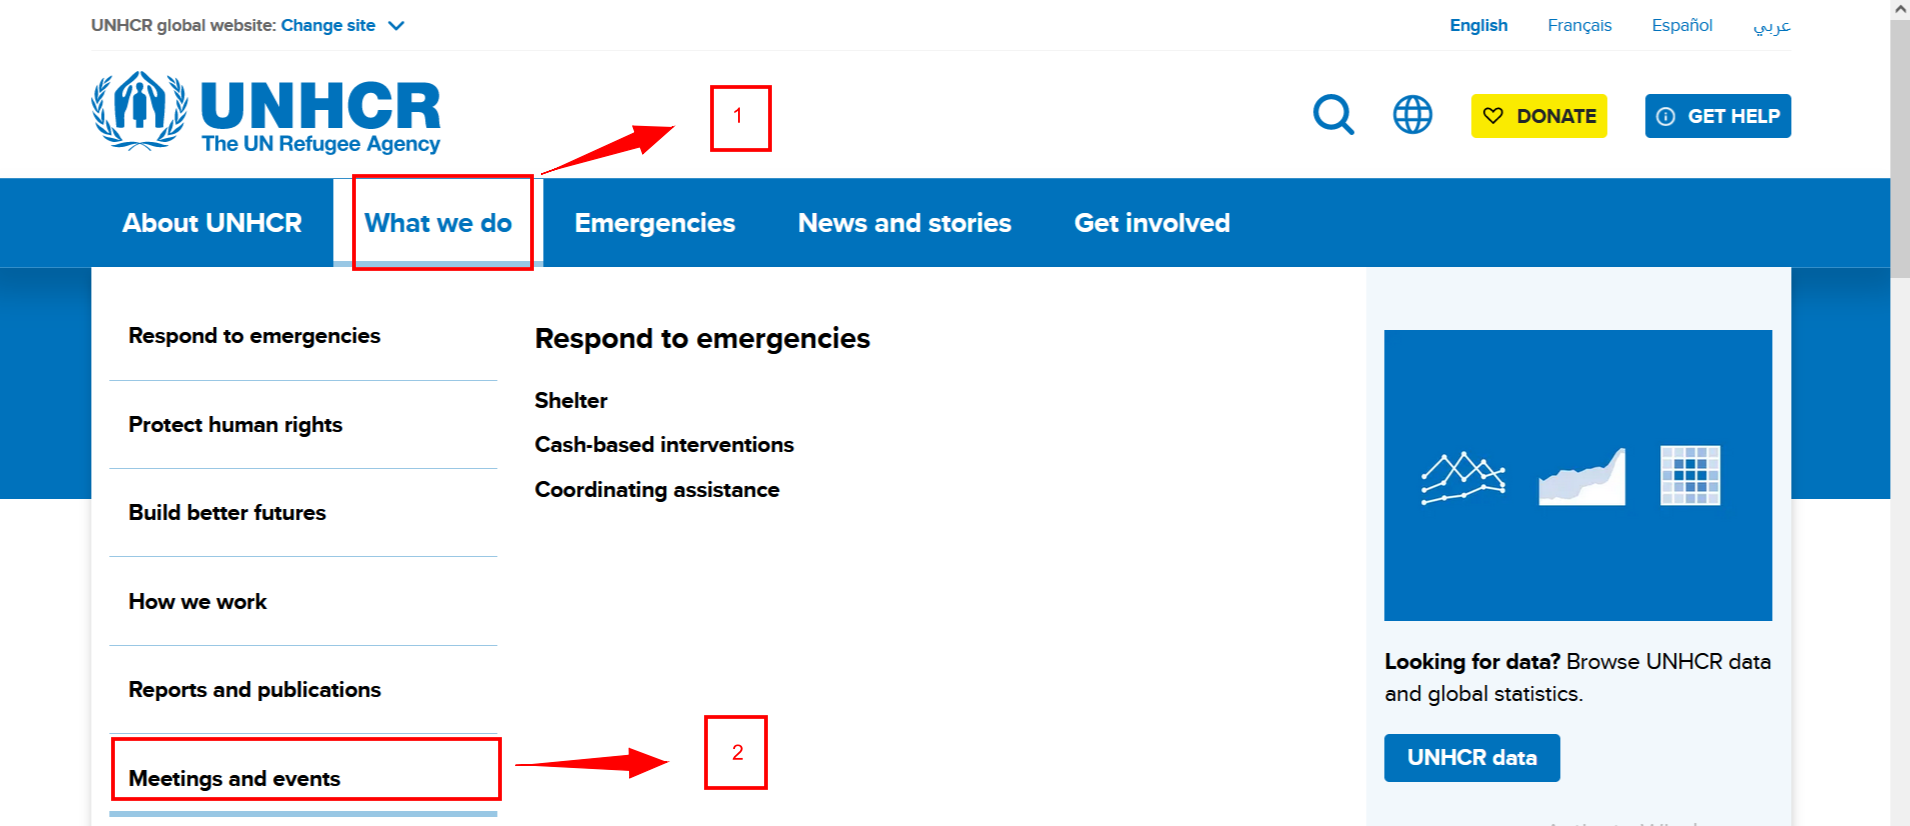 UNHCR global website: Change site
English Français Español عربي
UNHCR
The UN Refugee Agency
1
DONATE
GET HELP
About UNHCR What we do Emergencies News and stories Get involved
Respond to emergencies
Protect human rights
Build better futures
How we work
Reports and publications
Meetings and events
2
Respond to emergencies
Shelter
Cash-based interventions
Coordinating assistance
Looking for data? Browse UNHCR data
and global statistics.
UNHCR data